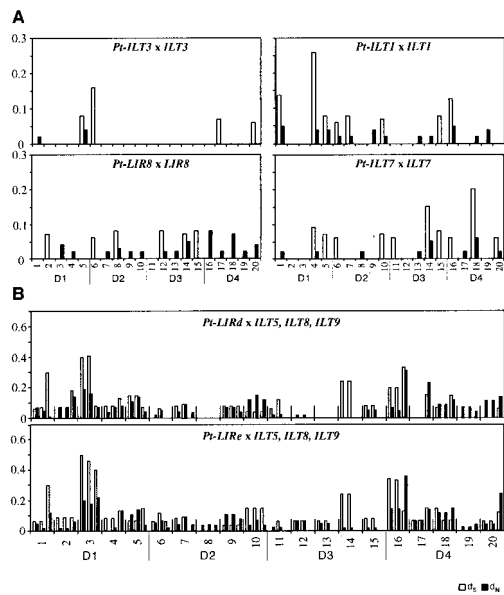 A
Pt-ILT3 x ILT3
Pt-ILT1 x ILT1
0.3
0.2
0.1
0
Pt-LIR8 x LIR8
Pt-ILT7 x ILT7
0.3
0.2
0.1
0
1 2 3 4 5 6 7 8 9 10 11 12 13 14 15 16 17 18 19 20
1 2 3 4 5 6 7 8 9 10 11 12 13 14 15 16 17 18 19 20
D1 D2 D3 D4
D1 D2 D3 D4
B
Pt-LIRd x ILT5, ILT8, ILT9
0.6
0.4
0.2
0
Pt-LIRe x ILT5, ILT8, ILT9
0.6
0.4
0.2
0
1 2 3 4 5 6 7 8 9 10 11 12 13 14 15 16 17 18 19 20
D1 D2 D3 D4
dS dN